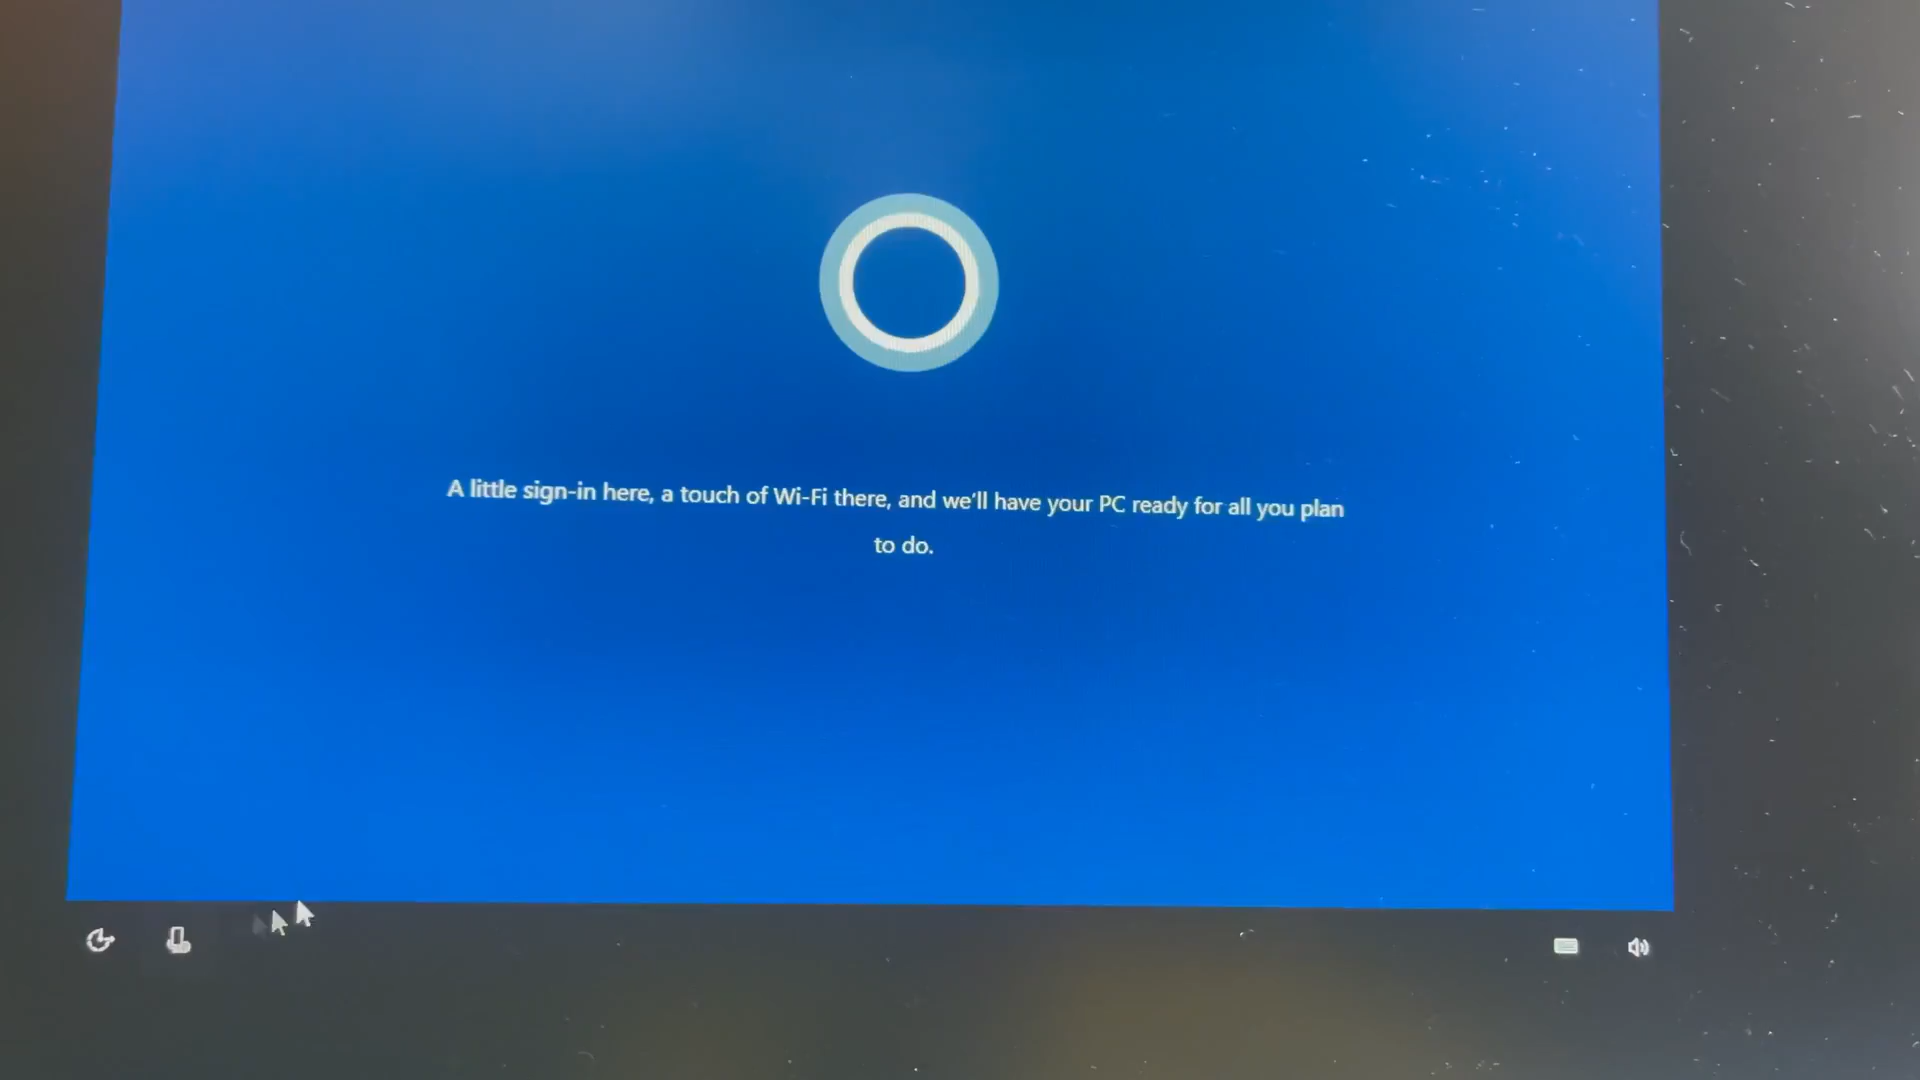 A little sign-in here, a touch of Wi-Fi there, and we’ll have your PC ready for all you plan
to do.